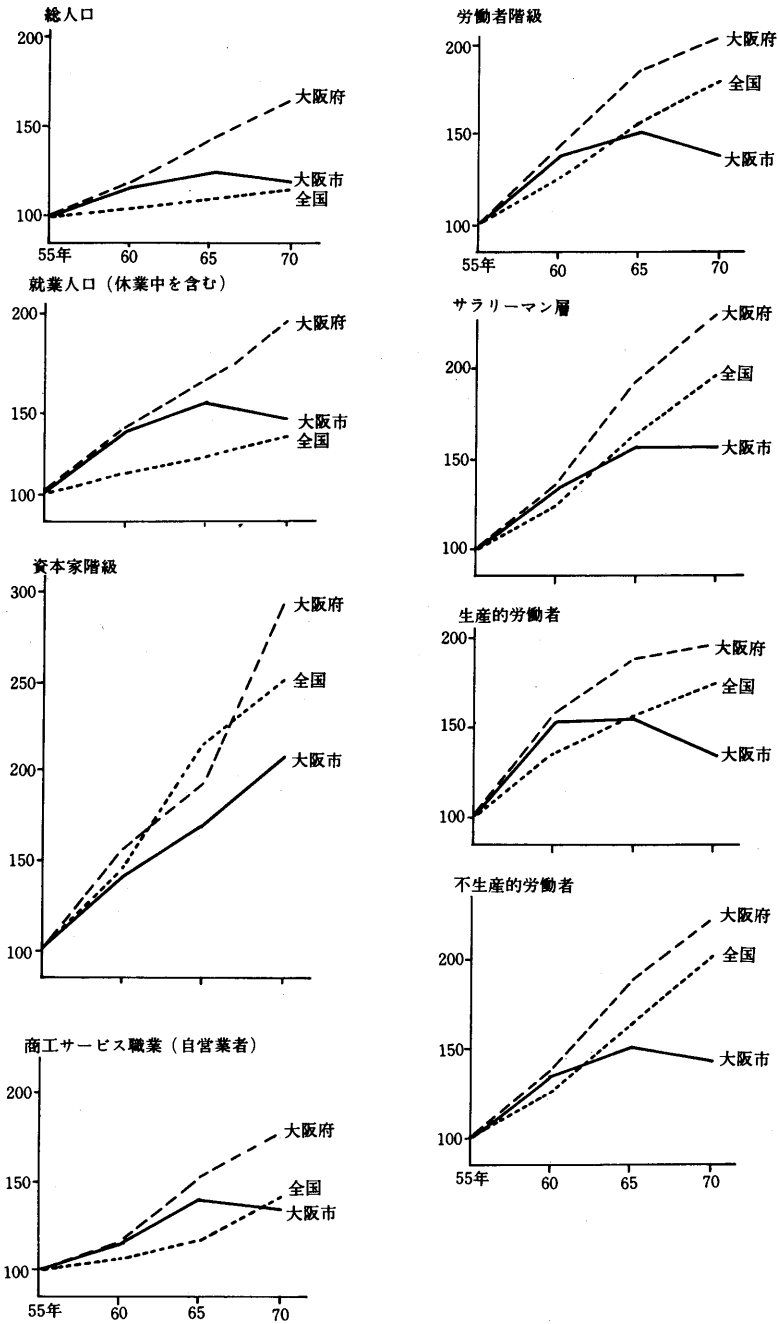 総人口
200
150
100
大阪府
大阪市
全国
55年 60 65 70
就業人口（休業中を含む）
200
150
100
大阪府
大阪市
全国
資本家階級
300
250
200
150
100
大阪府
全国
大阪市
商工サービス職業（自営業者）
200
150
100
大阪府
全国
大阪市
55年 60 65 70
労働者階級
200
150
100
大阪府
全国
大阪市
55年 60 65 70
サラリーマン層
200
150
100
大阪府
全国
大阪市
生産的労働者
200
150
100
大阪府
全国
大阪市
不生産的労働者
200
150
100
大阪府
全国
大阪市
55年 60 65 70